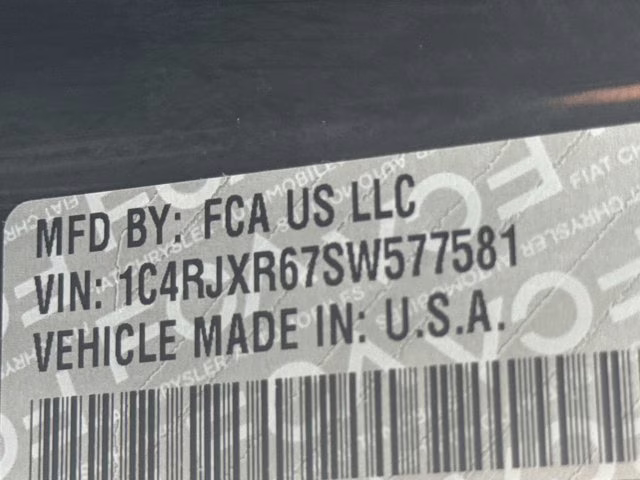 MFD BY: FCA US LLC
VIN: 1C4RJXR67SW577581
VEHICLE MADE IN: U.S.A.